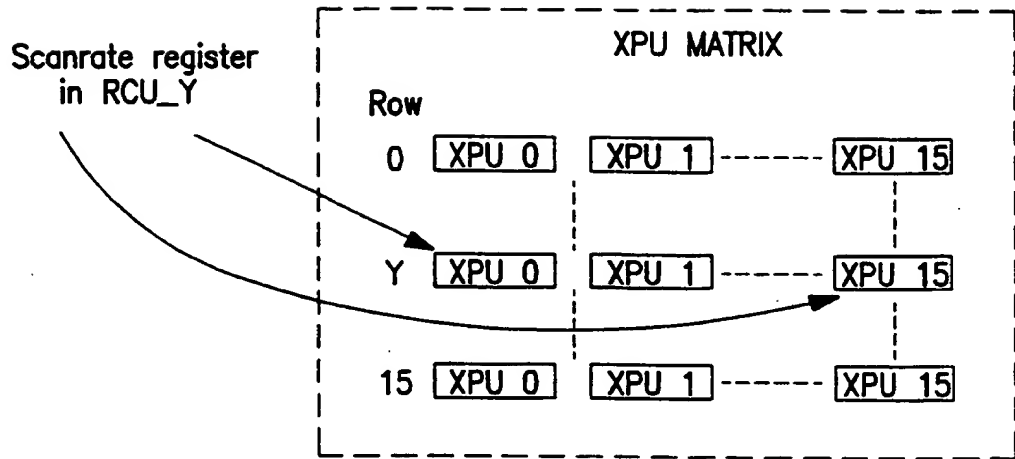 Scanrate register
in RCU_Y
XPU MATRIX
Row
0 XPU 0 XPU 1 XPU 15
Y XPU 0 XPU 1 XPU 15
15 XPU 0 XPU 1 XPU 15